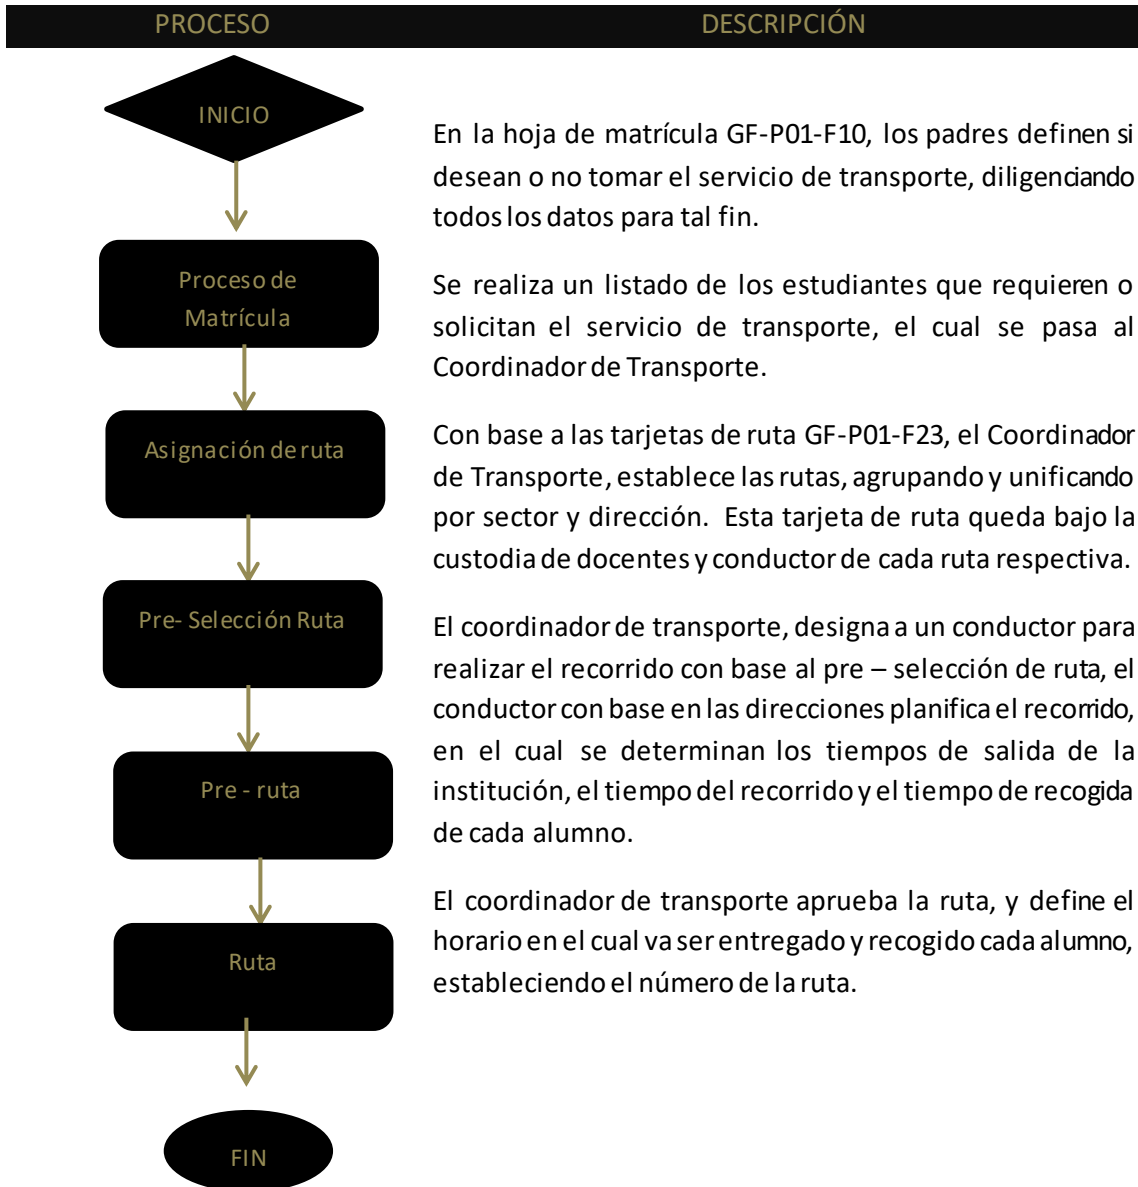 PROCESO
DESCRIPCIÓN
INICIO
En la hoja de matrícula GF-P01-F10, los padres definen si
desean o no tomar el servicio de transporte, diligenciando
todos los datos para tal fin.
Proceso de
Matrícula
Se realiza un listado de los estudiantes que requieren o
solicitan el servicio de transporte, el cual se pasa al
Coordinador de Transporte.
Asignación de ruta
Con base a las tarjetas de ruta GF-P01-F23, el Coordinador
de Transporte, establece las rutas, agrupando y unificando
por sector y dirección. Esta tarjeta de ruta queda bajo la
custodia de docentes y conductor de cada ruta respectiva.
Pre- Selección Ruta
El coordinador de transporte, designa a un conductor para
realizar el recorrido con base al pre – selección de ruta, el
conductor con base en las direcciones planifica el recorrido,
en el cual se determinan los tiempos de salida de la
institución, el tiempo del recorrido y el tiempo de recogida
de cada alumno.
Pre - ruta
El coordinador de transporte aprueba la ruta, y define el
horario en el cual va ser entregado y recogido cada alumno,
estableciendo el número de la ruta.
Ruta
FIN